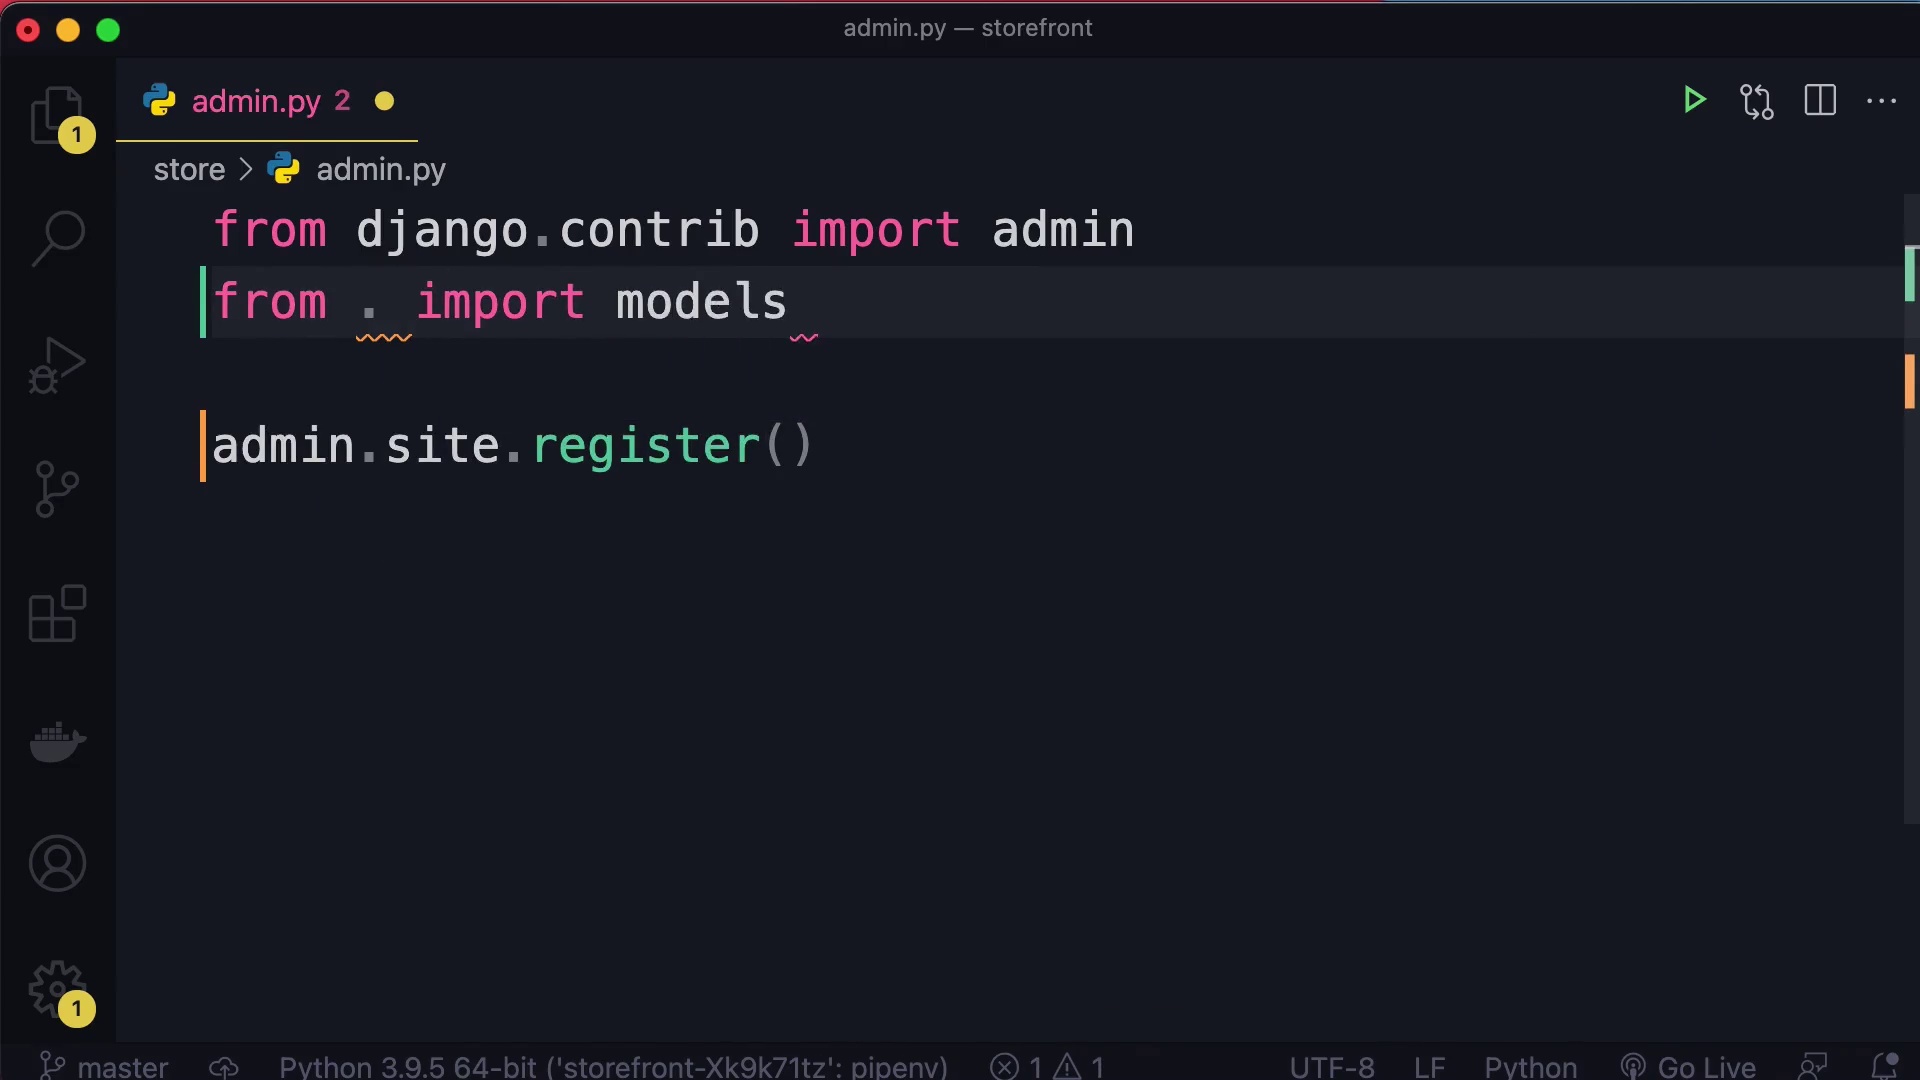 admin.py — storefront
admin.py 2
1
store > admin.py
from django.contrib import admin
from . import models
admin.site.register()
1
master Python 3.9.5 64-bit ('storefront-Xk9k71tz': pipenv) 1 1 UTF-8 LF Python Go Live